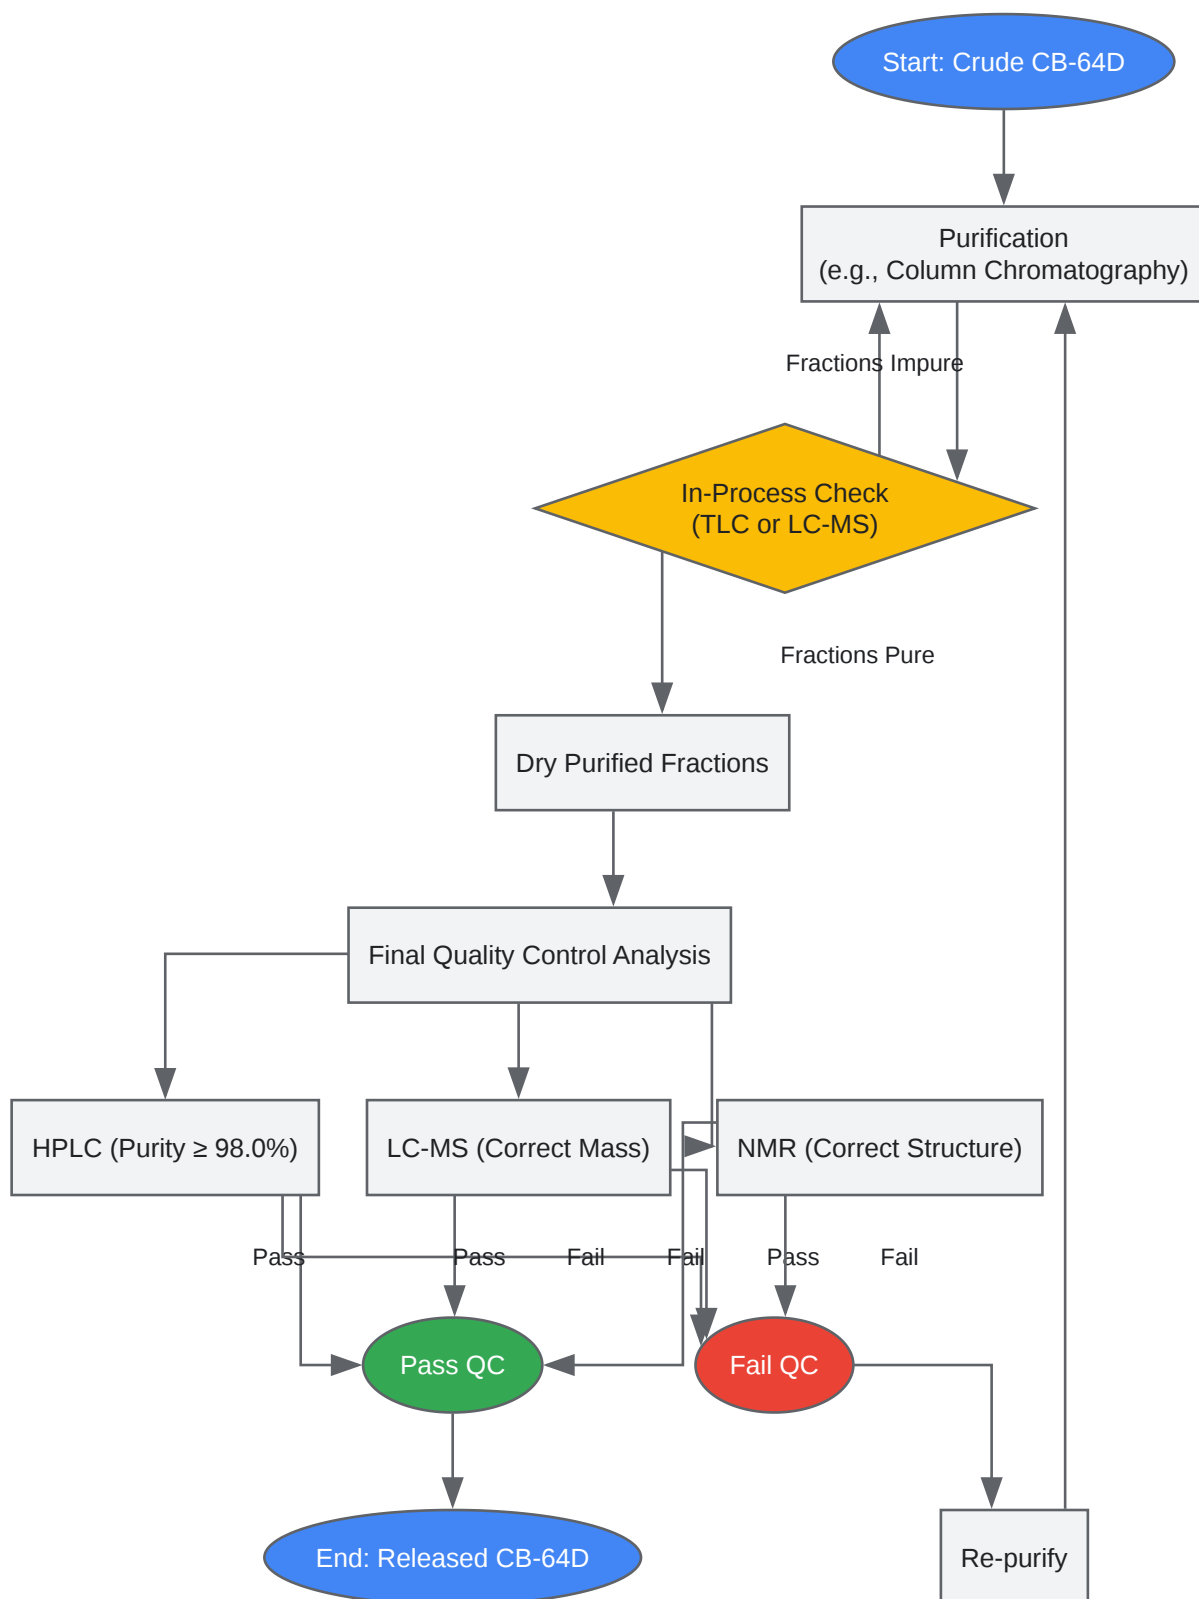 Start: Crude CB-64D
Purification
(e.g., Column Chromatography)
Fractions Impure
In-Process Check
(TLC or LC-MS)
Fractions Pure
Dry Purified Fractions
Final Quality Control Analysis
HPLC (Purity ≥ 98.0%)
LC-MS (Correct Mass)
NMR (Correct Structure)
Pass
Pass
Fail
Fail
Pass
Fail
Pass QC
Fail QC
End: Released CB-64D
Re-purify